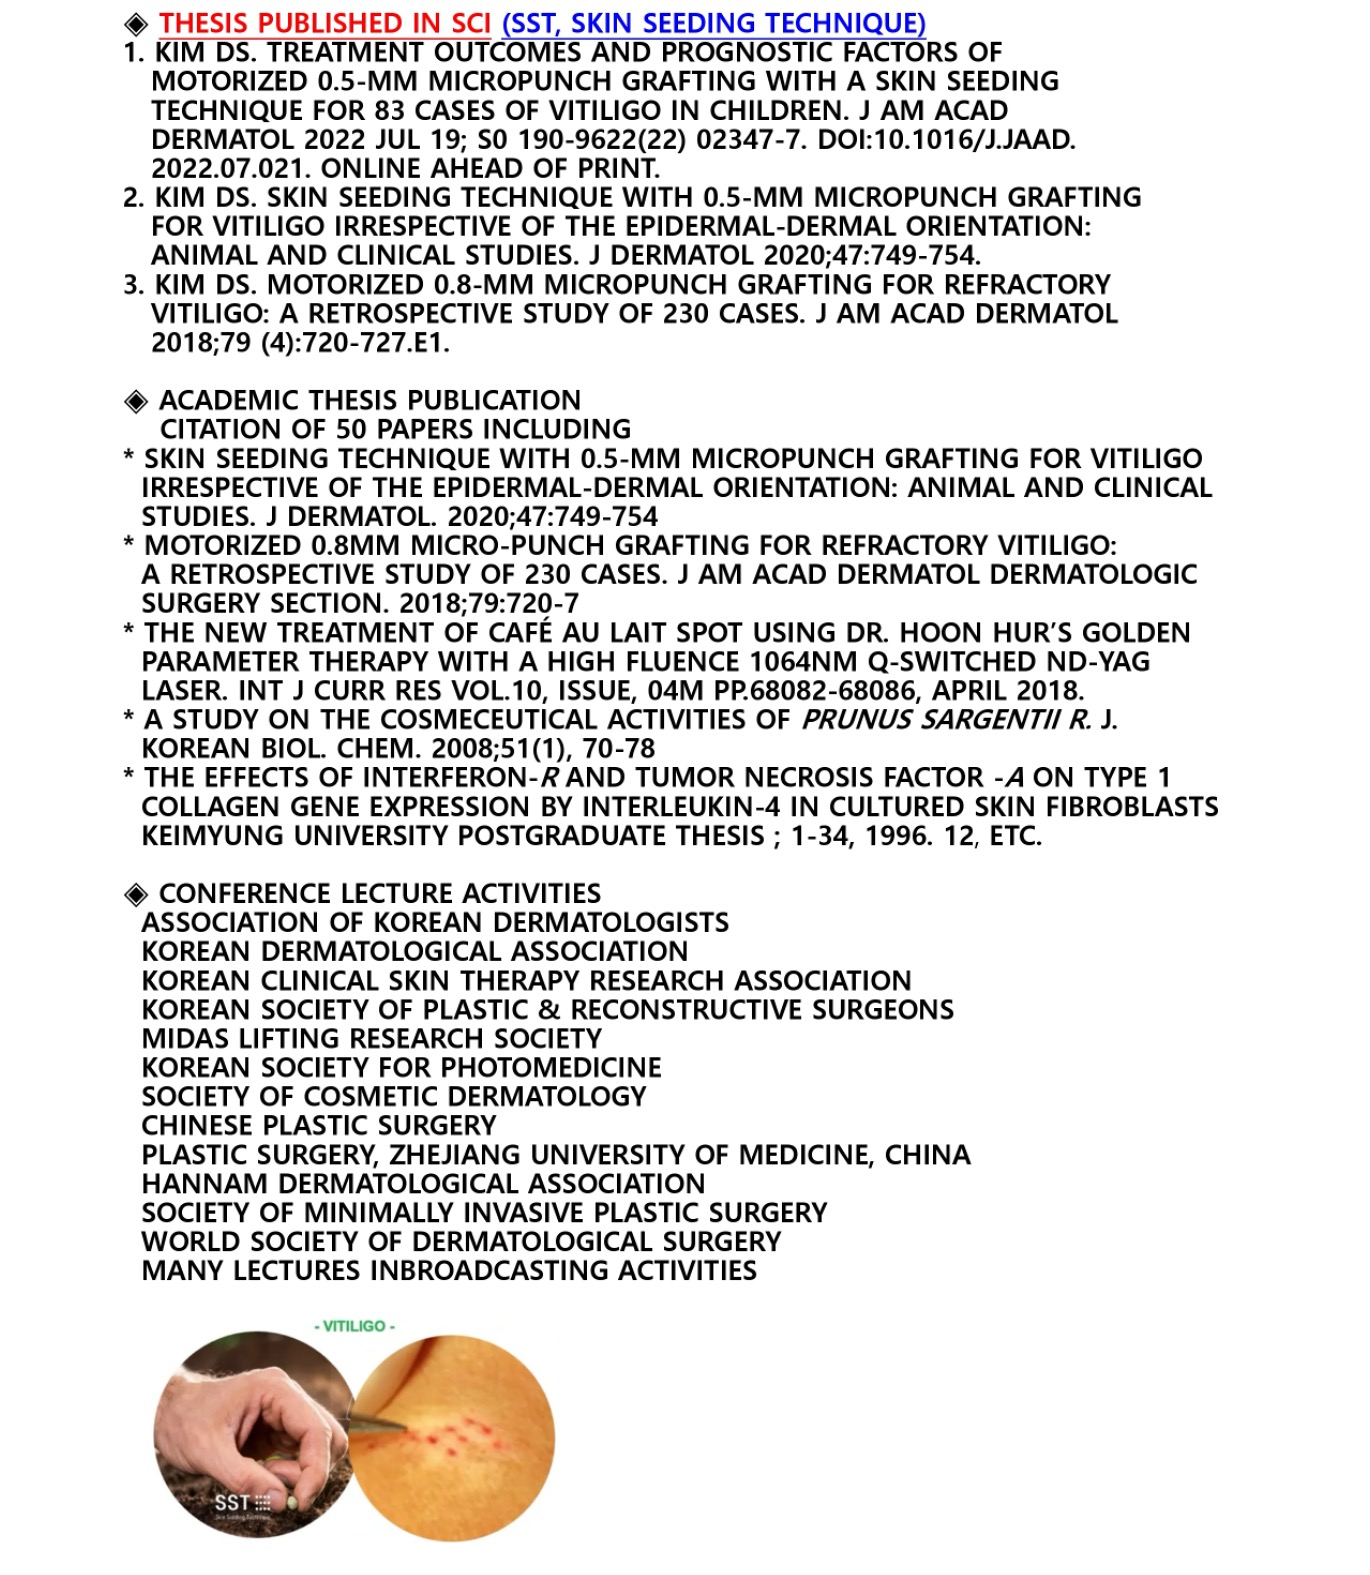 ◈ THESIS PUBLISHED IN SCI (SST, SKIN SEEDING TECHNIQUE)
1. KIM DS. TREATMENT OUTCOMES AND PROGNOSTIC FACTORS OF
MOTORIZED 0.5-MM MICROPUNCH GRAFTING WITH A SKIN SEEDING
TECHNIQUE FOR 83 CASES OF VITILIGO IN CHILDREN. J AM ACAD
DERMATOL 2022 JUL 19; S0 190-9622(22) 02347-7. DOI:10.1016/J.JAAD.
2022.07.021. ONLINE AHEAD OF PRINT.
2. KIM DS. SKIN SEEDING TECHNIQUE WITH 0.5-MM MICROPUNCH GRAFTING
FOR VITILIGO IRRESPECTIVE OF THE EPIDERMAL-DERMAL ORIENTATION:
ANIMAL AND CLINICAL STUDIES. J DERMATOL 2020;47:749-754.
3. KIM DS. MOTORIZED 0.8-MM MICROPUNCH GRAFTING FOR REFRACTORY
VITILIGO: A RETROSPECTIVE STUDY OF 230 CASES. J AM ACAD DERMATOL
2018;79 (4):720-727.E1.
◈ ACADEMIC THESIS PUBLICATION
CITATION OF 50 PAPERS INCLUDING
* SKIN SEEDING TECHNIQUE WITH 0.5-MM MICROPUNCH GRAFTING FOR VITILIGO
IRRESPECTIVE OF THE EPIDERMAL-DERMAL ORIENTATION: ANIMAL AND CLINICAL
STUDIES. J DERMATOL. 2020;47:749-754
* MOTORIZED 0.8MM MICRO-PUNCH GRAFTING FOR REFRACTORY VITILIGO:
A RETROSPECTIVE STUDY OF 230 CASES. J AM ACAD DERMATOL DERMATOLOGIC
SURGERY SECTION. 2018;79:720-7
* THE NEW TREATMENT OF CAFÉ AU LAIT SPOT USING DR. HOON HUR'S GOLDEN
PARAMETER THERAPY WITH A HIGH FLUENCE 1064NM Q-SWITCHED ND-YAG
LASER. INT J CURR RES VOL.10, ISSUE, 04M PP.68082-68086, APRIL 2018.
* A STUDY ON THE COSMECEUTICAL ACTIVITIES OF PRUNUS SARGENTII R. J.
KOREAN BIOL. CHEM. 2008;51(1), 70-78
* THE EFFECTS OF INTERFERON-R AND TUMOR NECROSIS FACTOR -A ON TYPE 1
COLLAGEN GENE EXPRESSION BY INTERLEUKIN-4 IN CULTURED SKIN FIBROBLASTS
KEIMYUNG UNIVERSITY POSTGRADUATE THESIS ; 1-34, 1996. 12, ETC.
◈ CONFERENCE LECTURE ACTIVITIES
ASSOCIATION OF KOREAN DERMATOLOGISTS
KOREAN DERMATOLOGICAL ASSOCIATION
KOREAN CLINICAL SKIN THERAPY RESEARCH ASSOCIATION
KOREAN SOCIETY OF PLASTIC & RECONSTRUCTIVE SURGEONS
MIDAS LIFTING RESEARCH SOCIETY
KOREAN SOCIETY FOR PHOTOMEDICINE
SOCIETY OF COSMETIC DERMATOLOGY
CHINESE PLASTIC SURGERY
PLASTIC SURGERY, ZHEJIANG UNIVERSITY OF MEDICINE, CHINA
HANNAM DERMATOLOGICAL ASSOCIATION
SOCIETY OF MINIMALLY INVASIVE PLASTIC SURGERY
WORLD SOCIETY OF DERMATOLOGICAL SURGERY
MANY LECTURES INBROADCASTING ACTIVITIES
- VITILIGO -
SST
Skin Seeding Technique